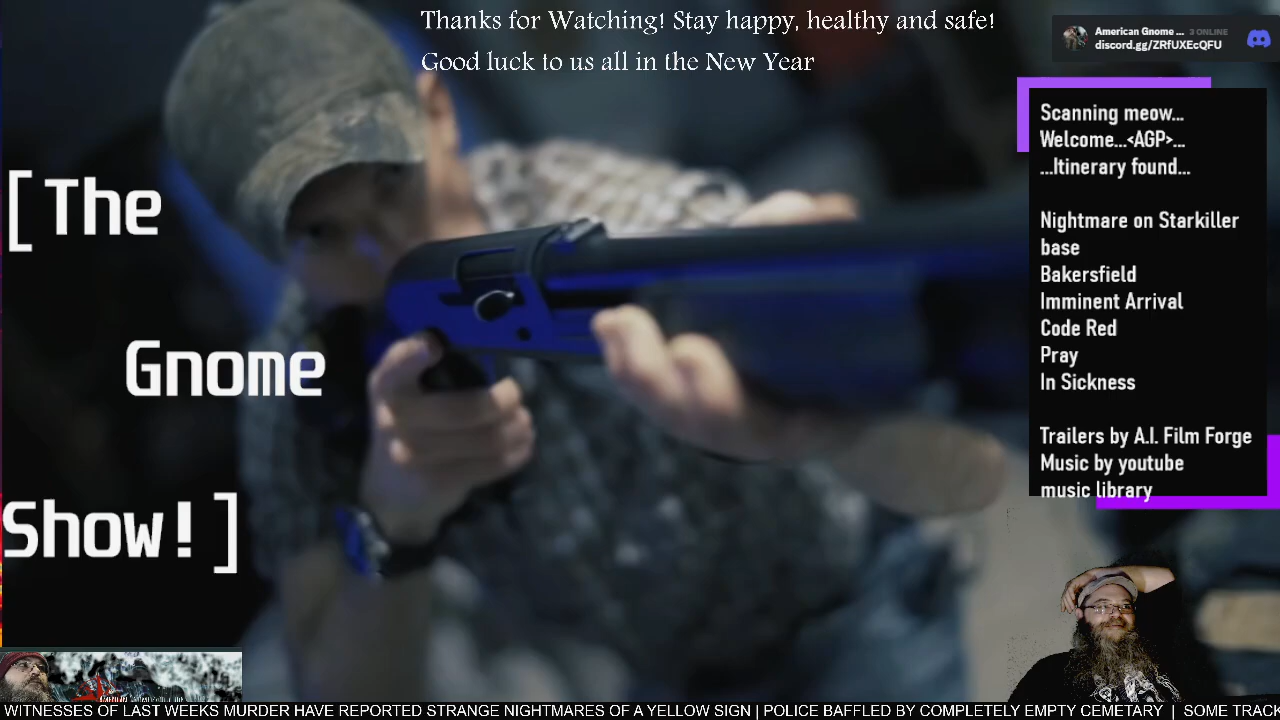 Thanks for Watching! Stay happy, healthy and safe!
Good luck to us all in the New Year
American Gnome ... 3 ONLINE
discord.gg/ZRfUXEcQFU
Scanning meow...
Welcome...<AGP>...
...Itinerary found...
Nightmare on Starkiller
base
Bakersfield
Imminent Arrival
Code Red
Pray
In Sickness
Trailers by A.I. Film Forge
Music by youtube
music library
[The
Gnome
Show!]
WITNESSES OF LAST WEEKS MURDER HAVE REPORTED STRANGE NIGHTMARES OF A YELLOW SIGN | POLICE BAFFLED BY COMPLETELY EMPTY CEMETARY | SOME TRACK